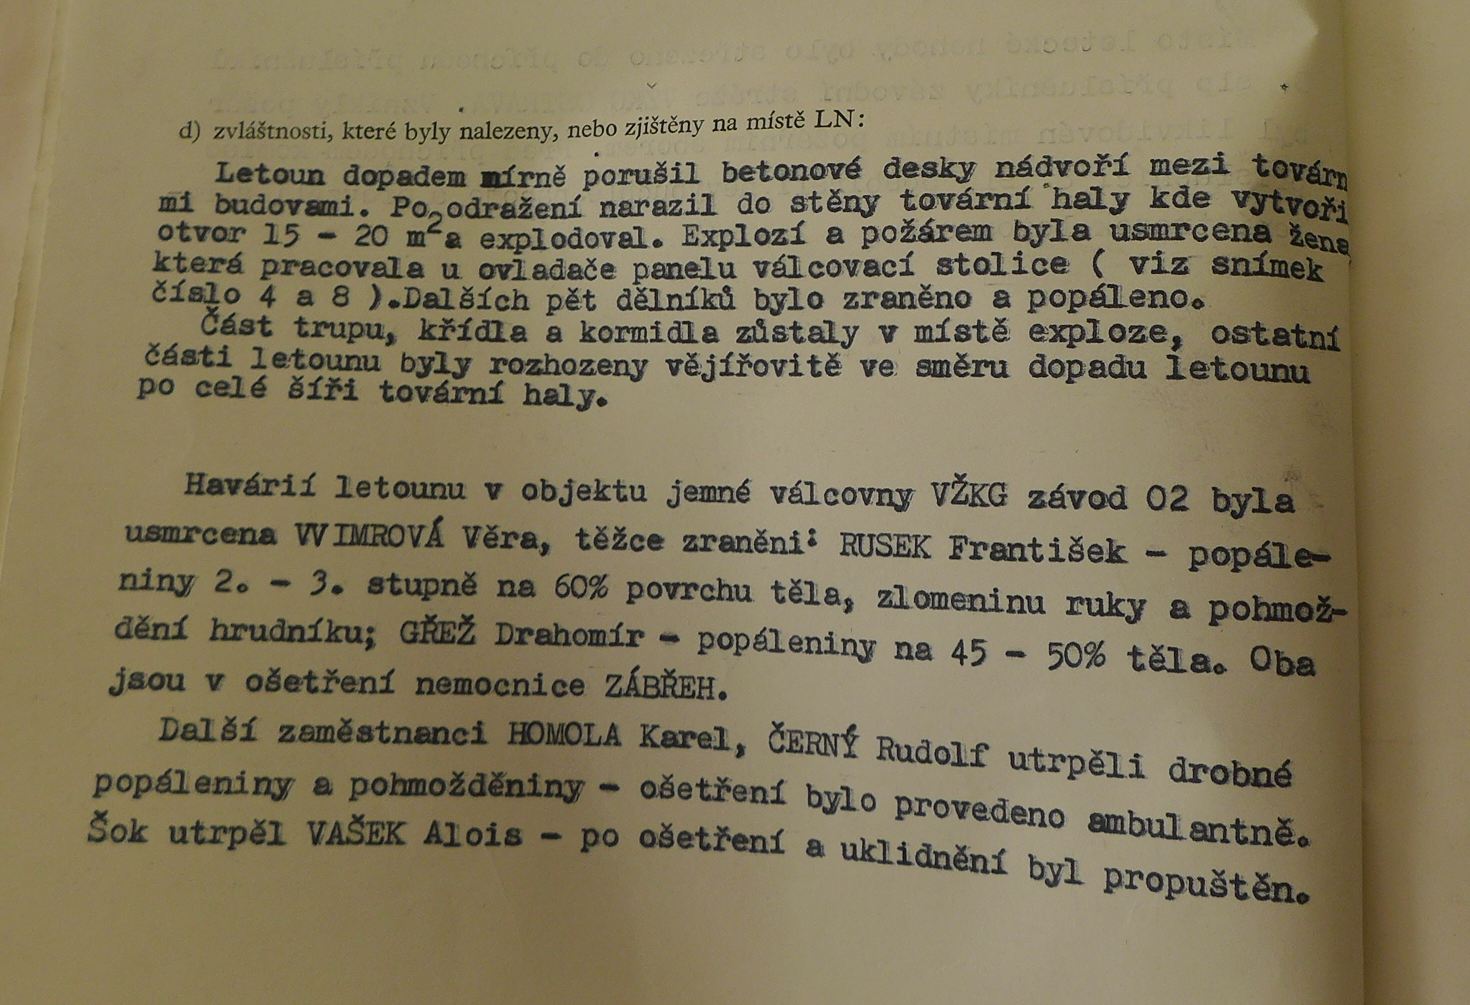 d) zvláštnosti, které byly nalezeny, nebo zjištěny na místě LN:
Letoun dopadem mírně porušil betonové desky nádvoří mezi továrn
mi budovami. Po odražení narazil do stěny tovární haly kde vytvoři
otvor 15 - 20 m2a explodoval. Explozí a požárem byla usmrcena žena
která pracovala u ovladače panelu válcovací stolice ( viz snímek
číslo 4 a 8 ).Dalších pět dělníků bylo zraněno a popáleno.
Část trupu, křídla a kormidla zůstaly v místě exploze, ostatní
části letounu byly rozhozeny vějířovitě ve směru dopadu letounu
po celé šíři tovární haly.
Havárií letounu v objektu jemné válcovny VŽKG závod 02 byla
usmrcena VVIMROVÁ Věra, těžce zraněni: RUSEK František - popále-
niny 2. - 3. stupně na 60% povrchu těla, zlomeninu ruky a pohmož-
dění hrudníku; GŘEŽ Drahomír - popáleniny na 45 - 50% těla. Oba
jsou v ošetření nemocnice ZÁBŘEH.
Další zaměstnanci HOMOLA Karel, ČERNÝ Rudolf utrpěli drobné
popáleniny a pohmožděniny - ošetření bylo provedeno ambulantně.
Šok utrpěl VAŠEK Alois - po ošetření a uklidnění byl propuštěn.